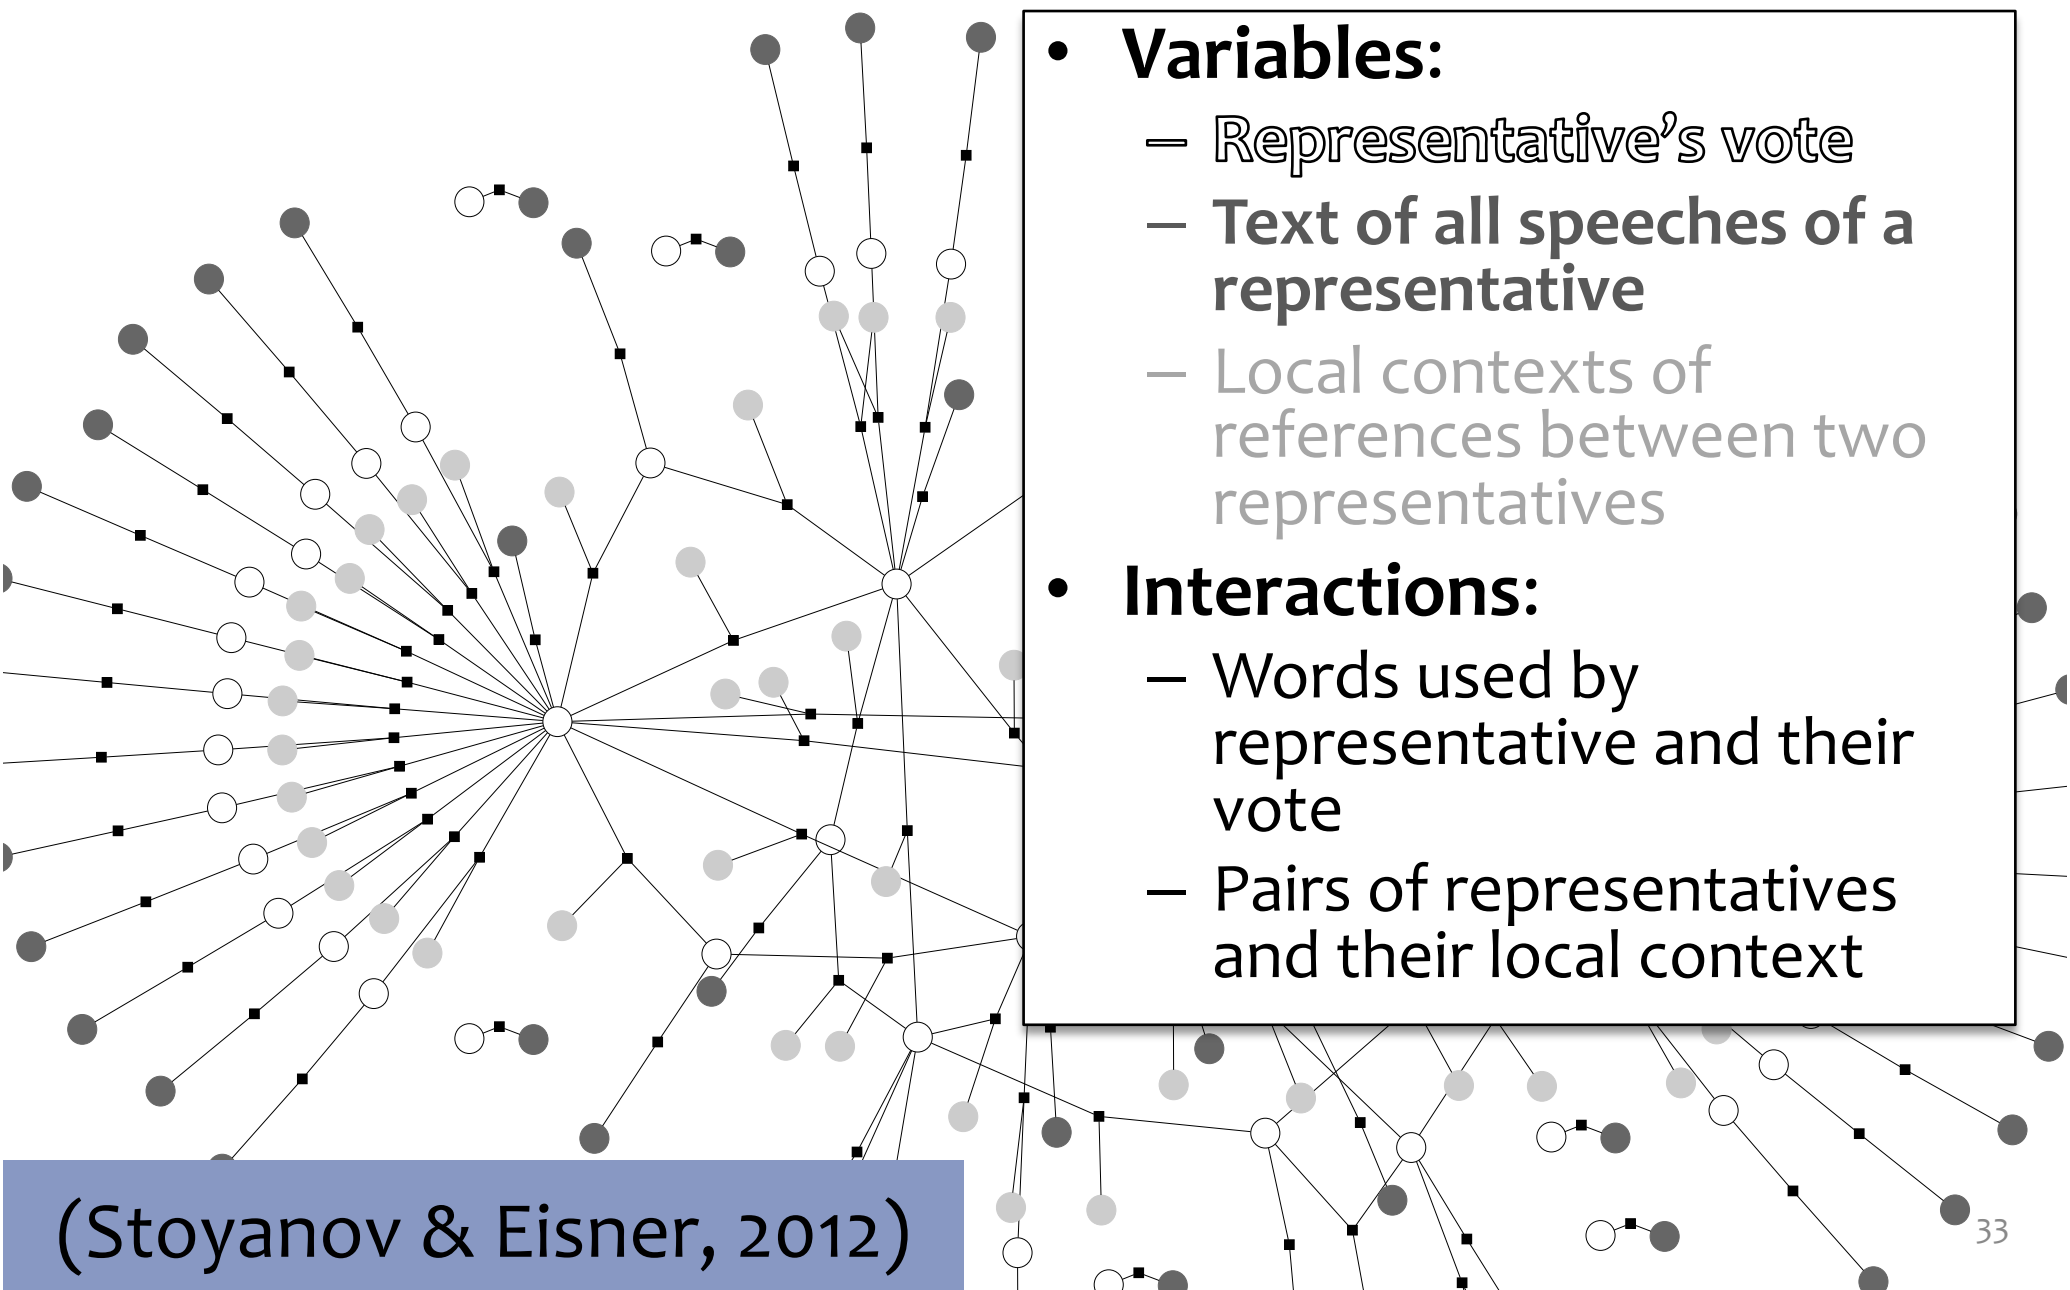 • Variables:
– Representative’s vote
– Text of all speeches of a
representative
– Local contexts of
references between two
representatives
• Interactions:
– Words used by
representative and their
vote
– Pairs of representatives
and their local context
(Stoyanov & Eisner, 2012)
33